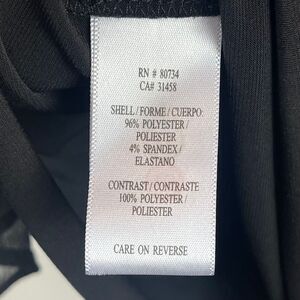 RN # 80734
CA# 31458
SHELL / FORME / CUERPO:
96% POLYESTER /
POLIESTER
4% SPANDEX /
ELASTANO
CONTRAST / CONTRASTE
100% POLYESTER /
POLIESTER
CARE ON REVERSE